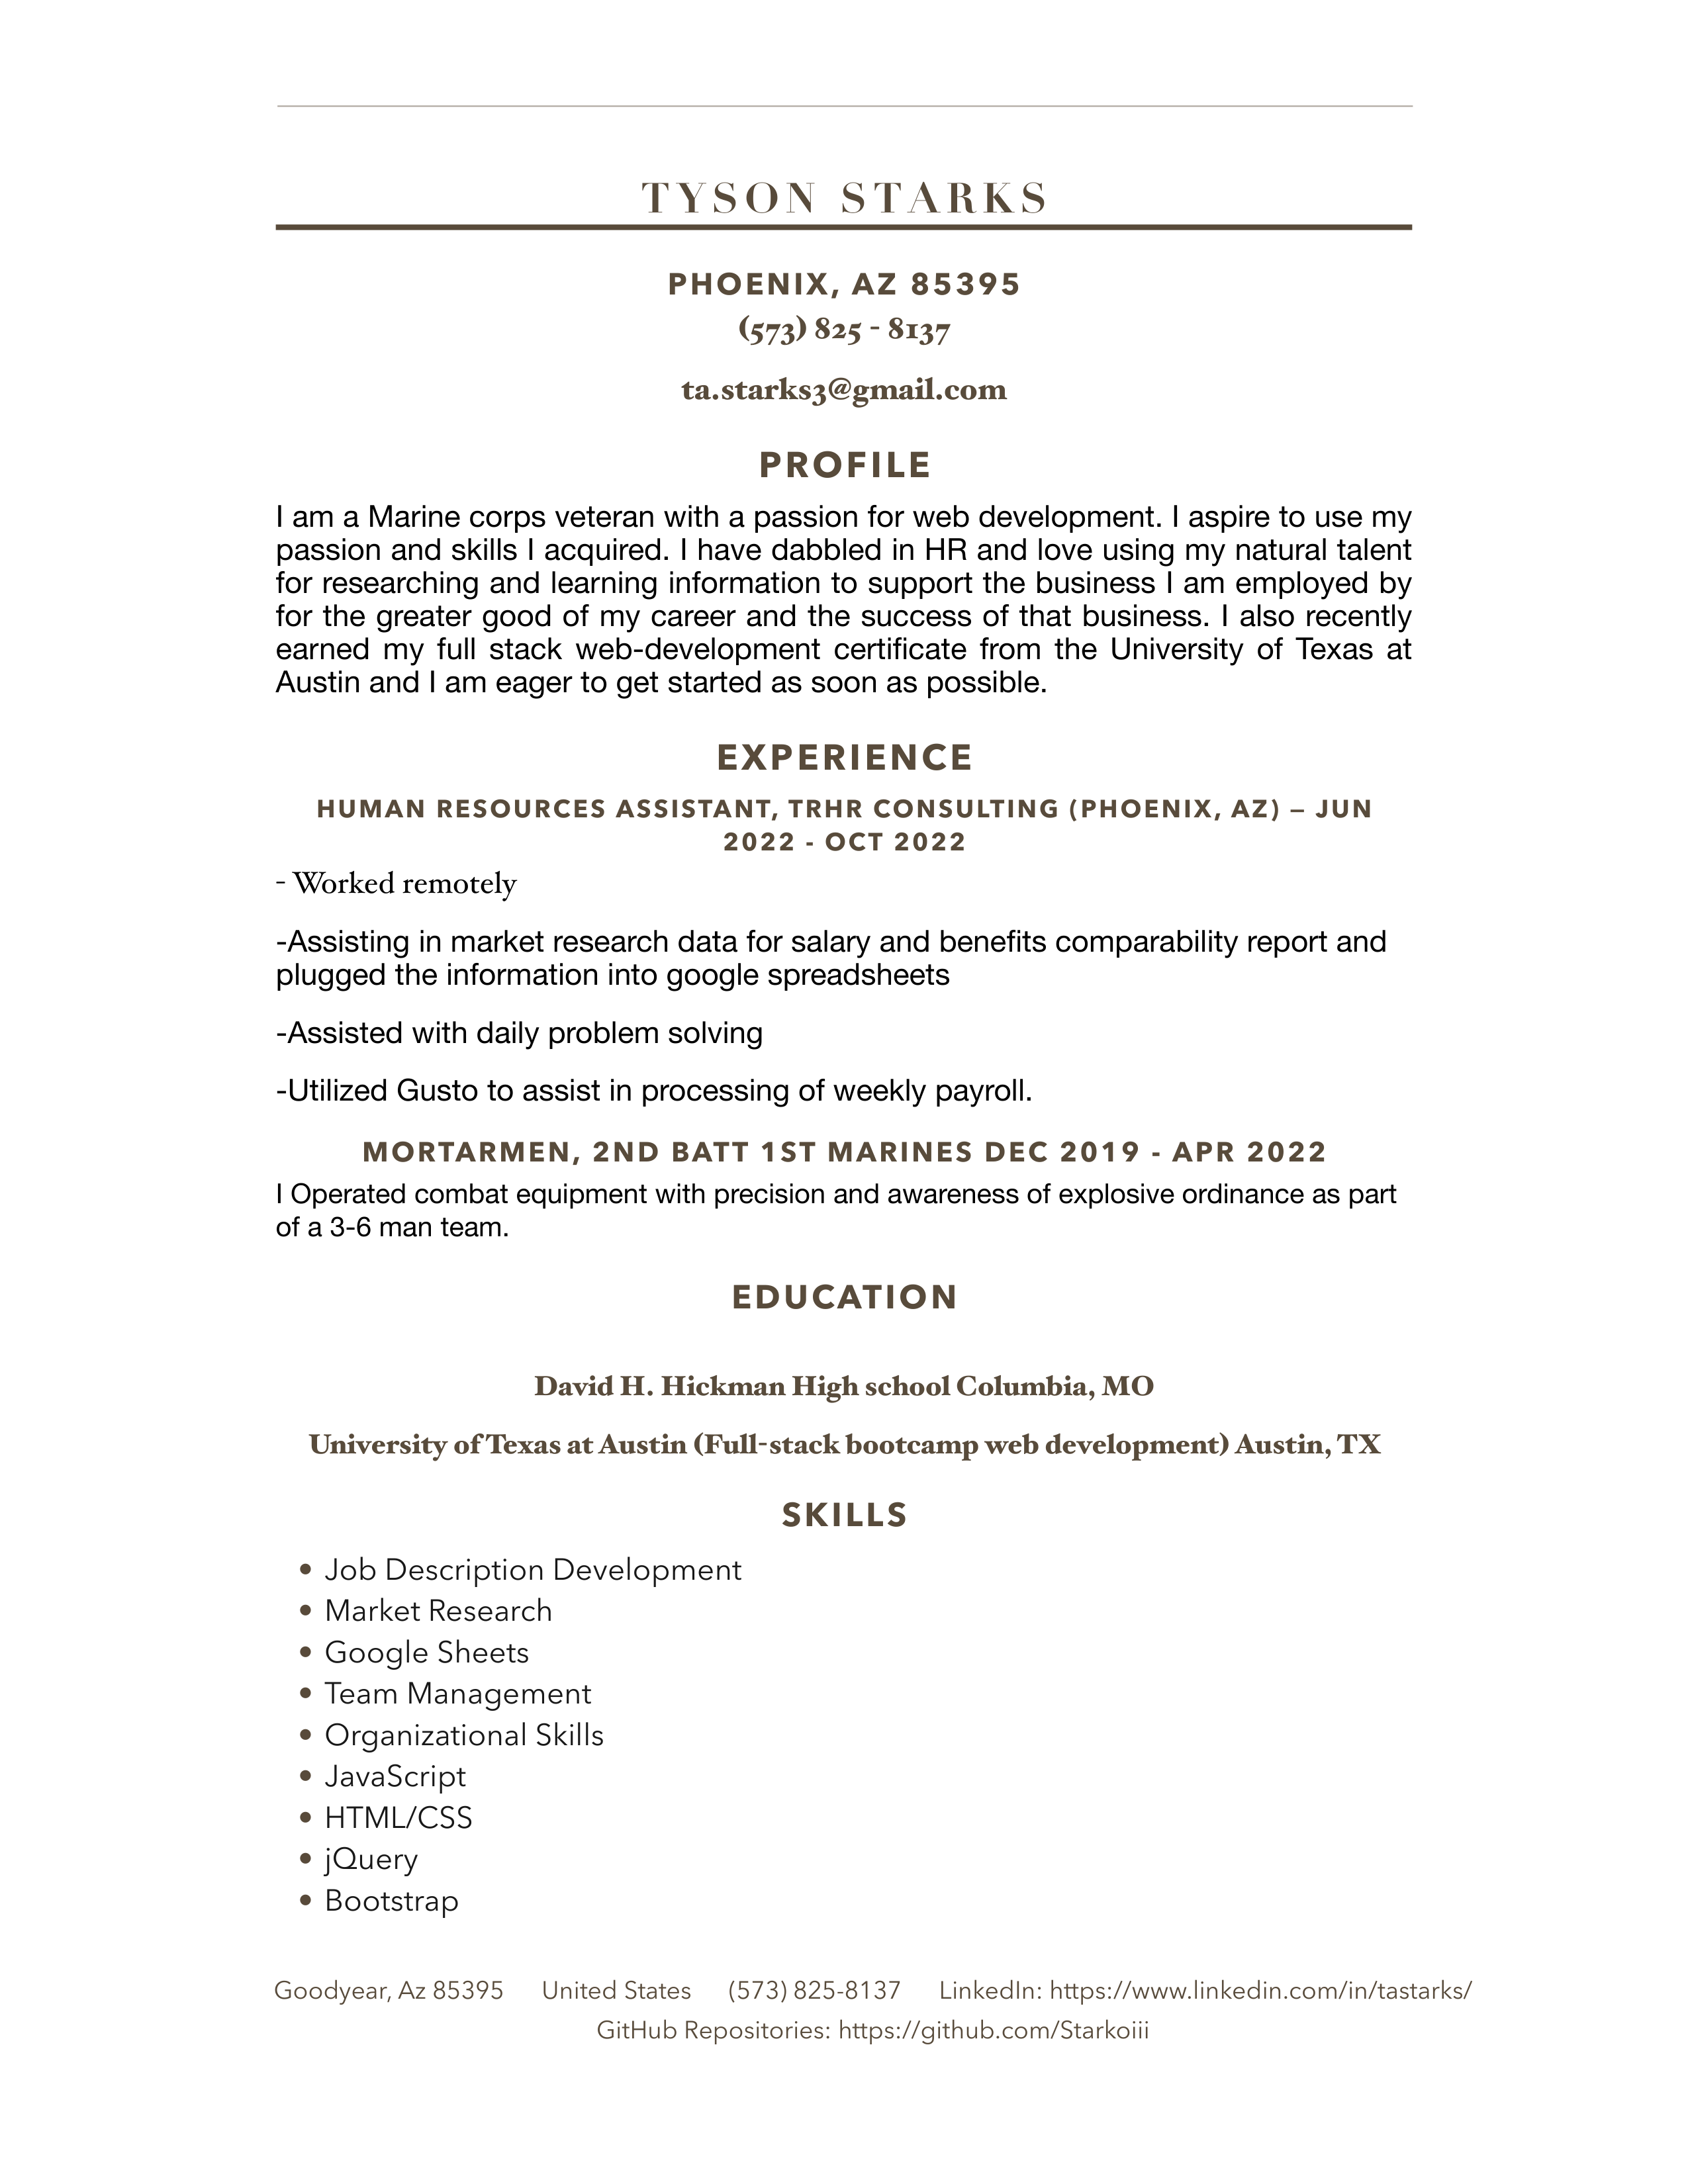 TYSON STARKS
PHOENIX, AZ 85395
(573) 825 - 8137
ta.starks3@gmail.com
PROFILE
I am a Marine corps veteran with a passion for web development. I aspire to use my
passion and skills I acquired. I have dabbled in HR and love using my natural talent
for researching and learning information to support the business I am employed by
for the greater good of my career and the success of that business. I also recently
earned my full stack web-development certificate from the University of Texas at
Austin and I am eager to get started as soon as possible.
EXPERIENCE
HUMAN RESOURCES ASSISTANT, TRHR CONSULTING (PHOENIX, AZ) – JUN
2022 - OCT 2022
- Worked remotely
-Assisting in market research data for salary and benefits comparability report and
plugged the information into google spreadsheets
-Assisted with daily problem solving
-Utilized Gusto to assist in processing of weekly payroll.
MORTARMEN, 2ND BATT 1ST MARINES DEC 2019 - APR 2022
I Operated combat equipment with precision and awareness of explosive ordinance as part
of a 3-6 man team.
EDUCATION
David H. Hickman High school Columbia, MO
University of Texas at Austin (Full-stack bootcamp web development) Austin, TX
SKILLS
• Job Description Development
• Market Research
• Google Sheets
• Team Management
• Organizational Skills
• JavaScript
• HTML/CSS
• jQuery
• Bootstrap
Goodyear, Az 85395 United States (573) 825-8137 LinkedIn: https://www.linkedin.com/in/tastarks/
GitHub Repositories: https://github.com/Starkoiii